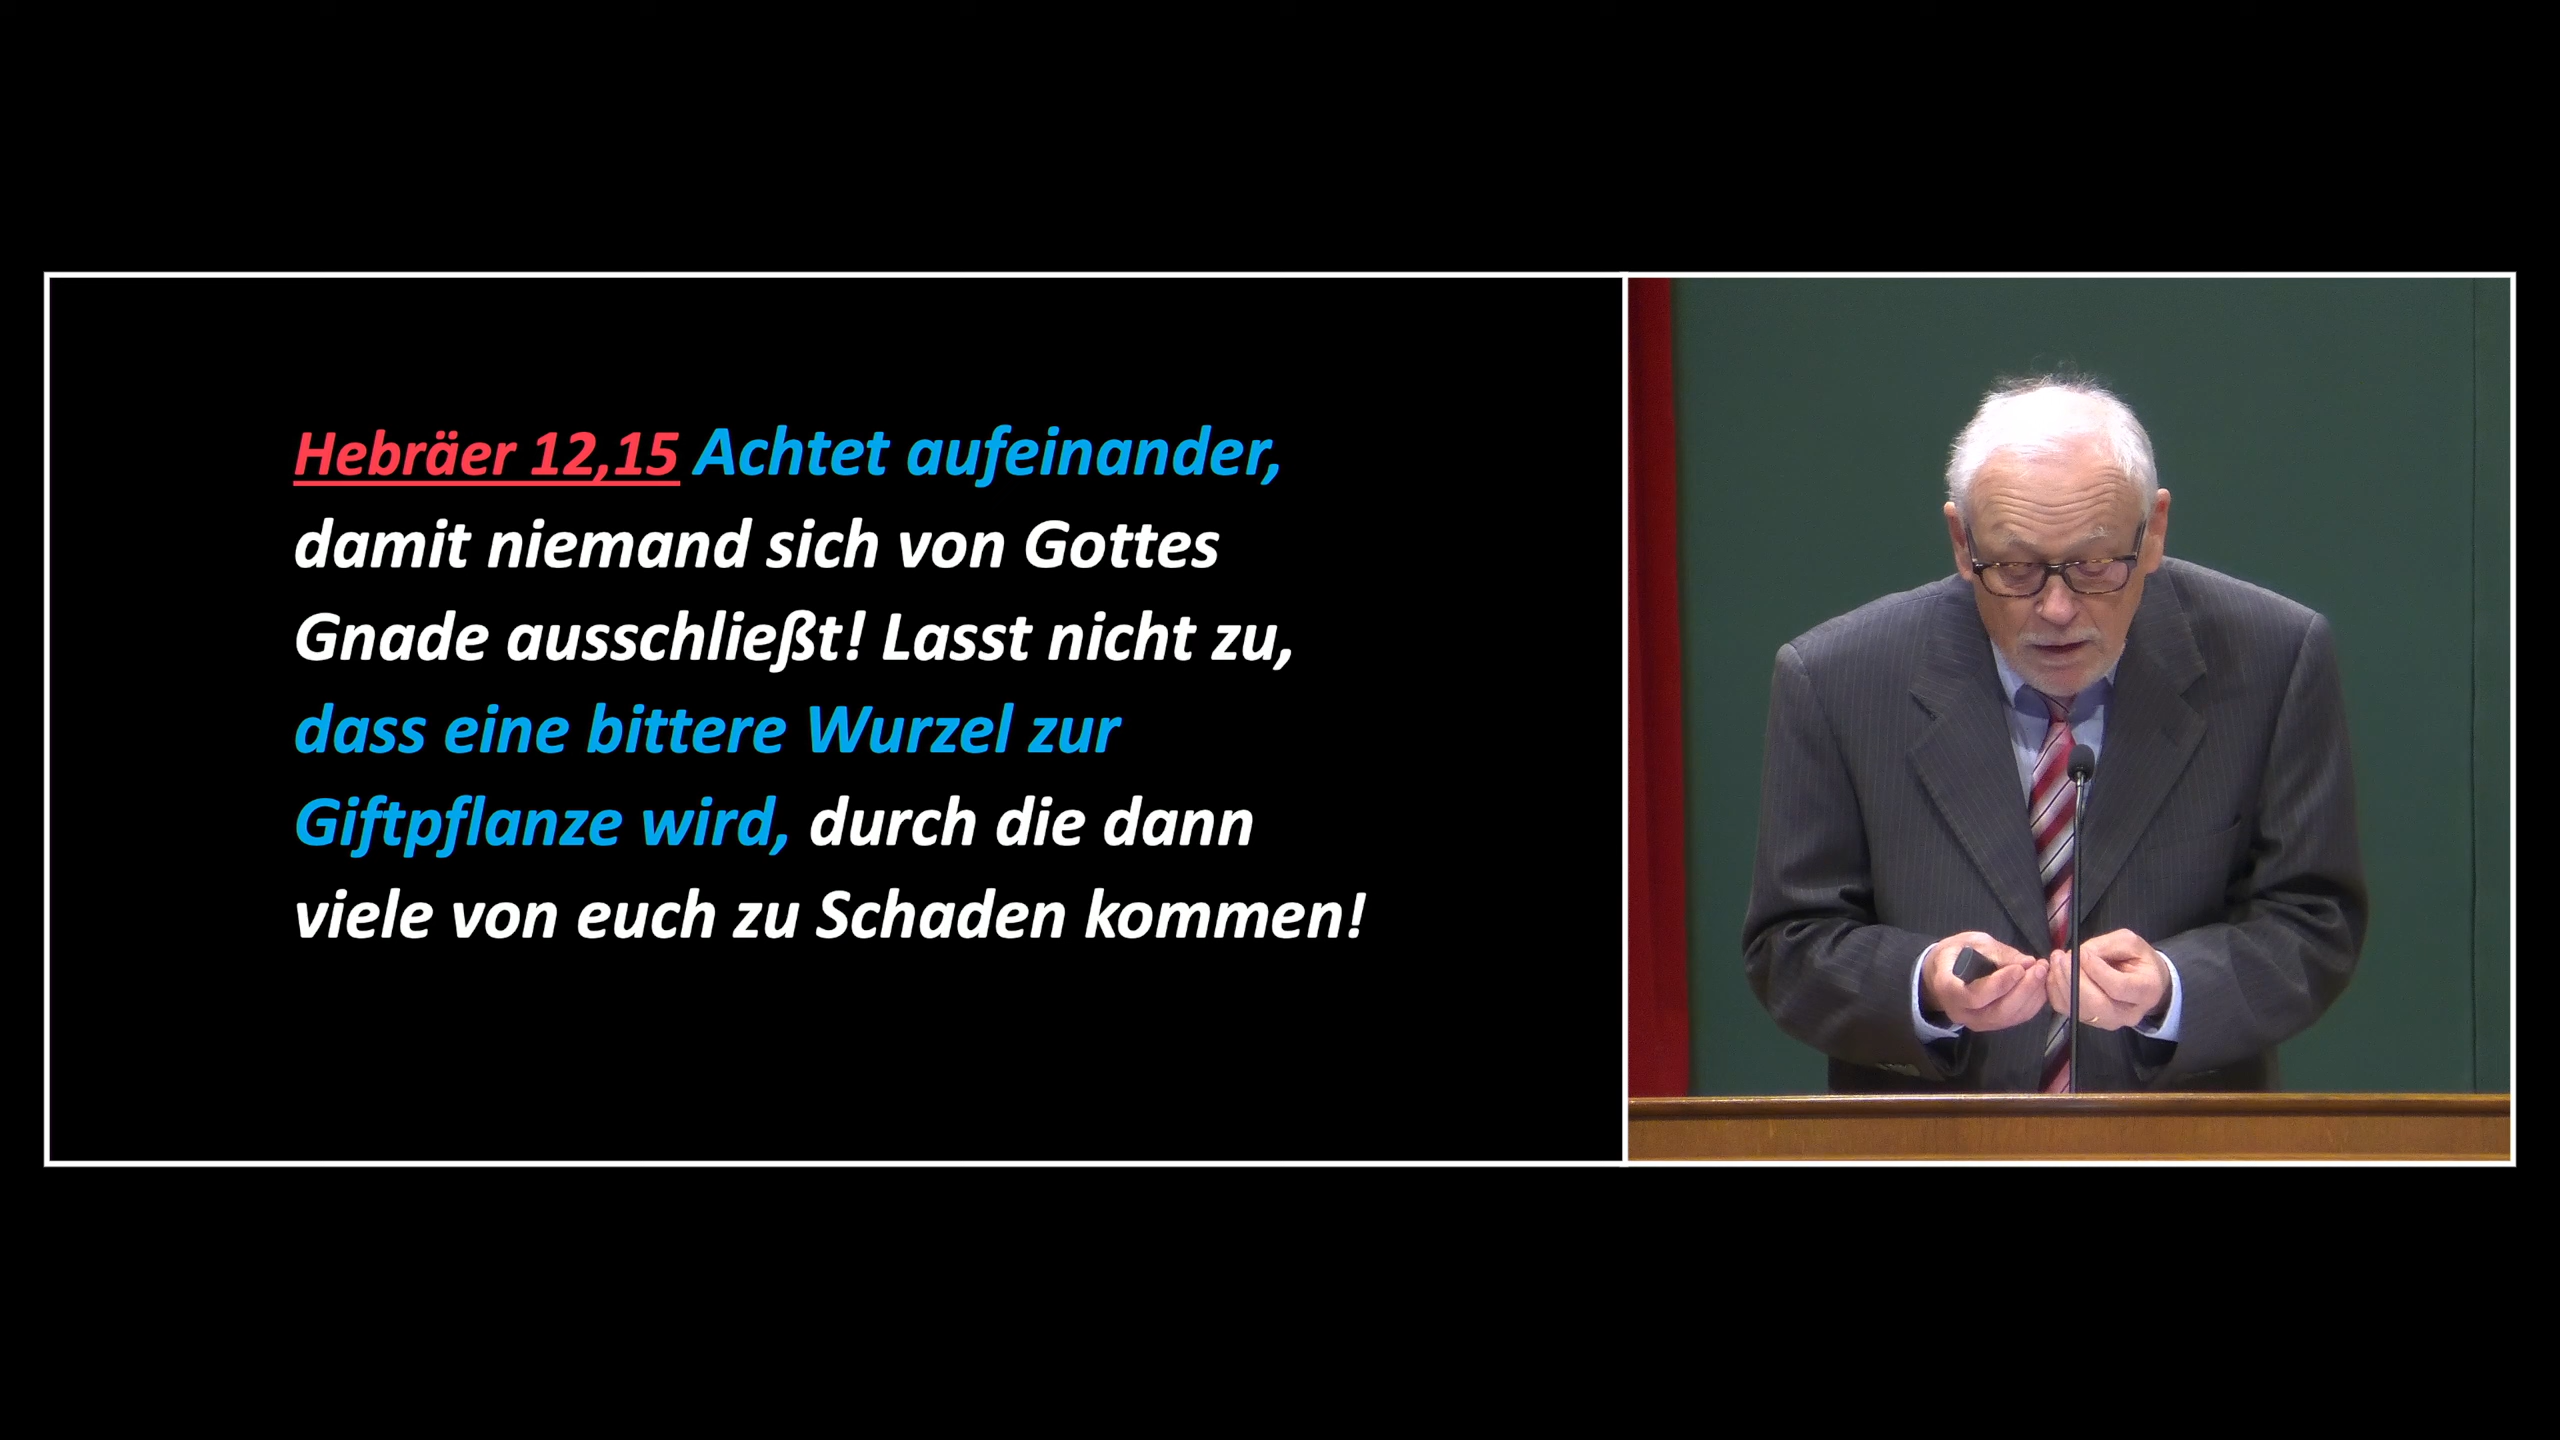 Hebräer 12,15 Achtet aufeinander,
damit niemand sich von Gottes
Gnade ausschließt! Lasst nicht zu,
dass eine bittere Wurzel zur
Giftpflanze wird, durch die dann
viele von euch zu Schaden kommen!